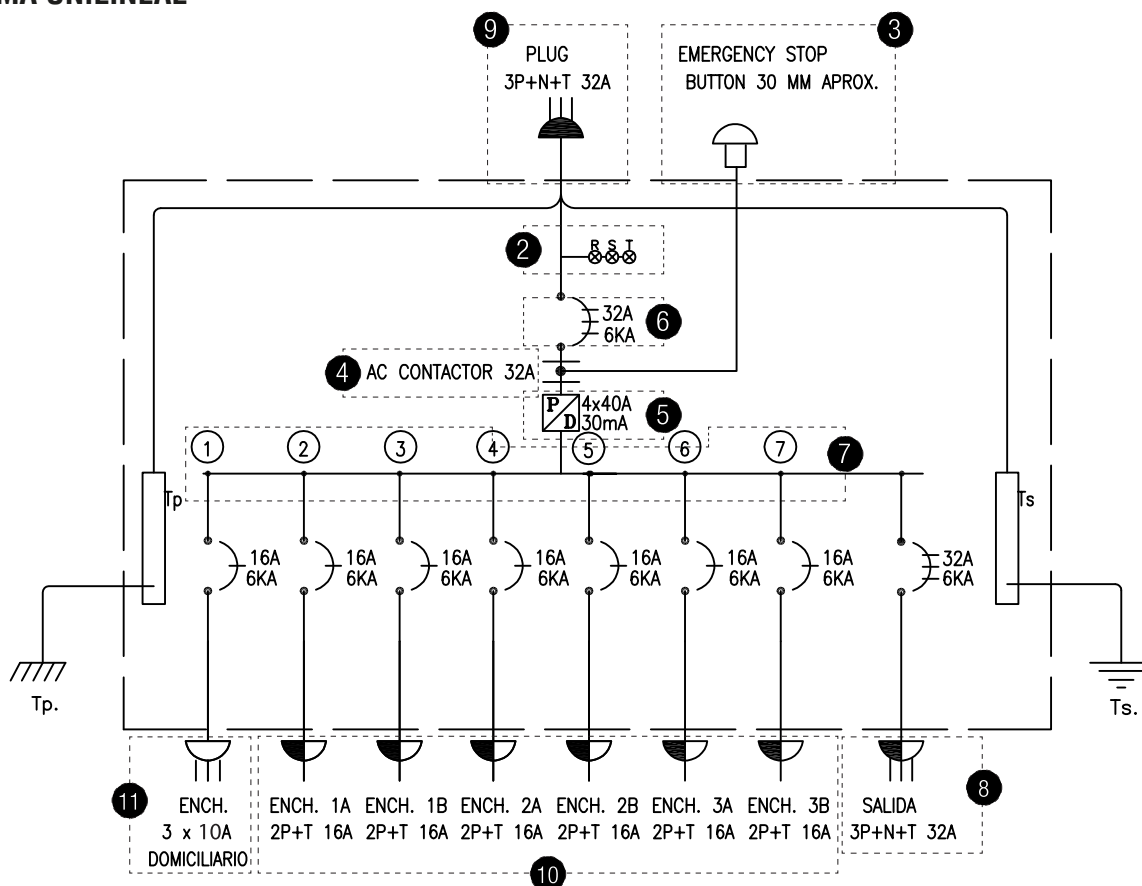 MA UNILINEAL
9
3
PLUG
3P+N+T 32A
EMERGENCY STOP
BUTTON 30 MM APROX.
2
R S T
32A
6KA
6
4
AC CONTACTOR 32A
P
D
4x40A
30mA
5
1
2
3
4
5
6
7
7
Tp
Ts
16A
6KA
16A
6KA
16A
6KA
16A
6KA
16A
6KA
16A
6KA
16A
6KA
32A
6KA
Tp.
Ts.
11
ENCH.
3 x 10A
DOMICILIARIO
ENCH. 1A
2P+T 16A
ENCH. 1B
2P+T 16A
ENCH. 2A
2P+T 16A
ENCH. 2B
2P+T 16A
ENCH. 3A
2P+T 16A
ENCH. 3B
2P+T 16A
10
SALIDA
3P+N+T 32A
8